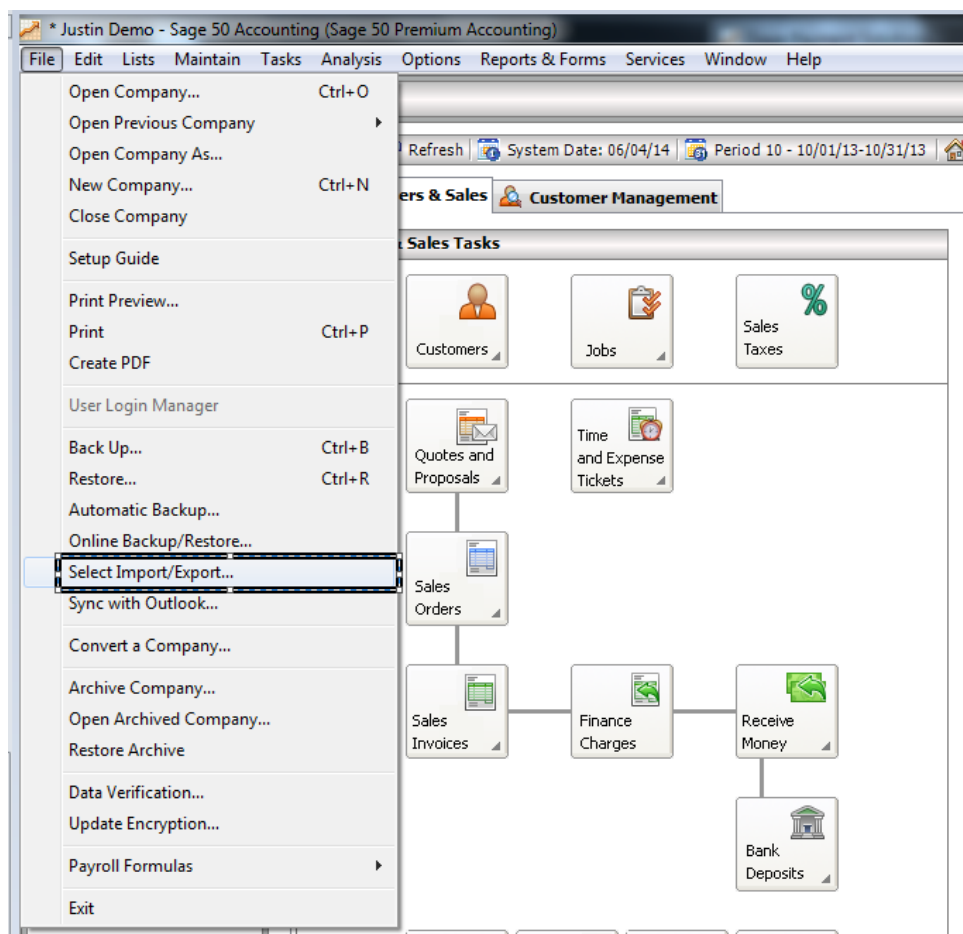 * Justin Demo - Sage 50 Accounting (Sage 50 Premium Accounting)
File Edit Lists Maintain Tasks Analysis Options Reports & Forms Services Window Help
Open Company... Ctrl+O
Open Previous Company
Open Company As...
New Company... Ctrl+N
Close Company
Setup Guide
Print Preview...
Print Ctrl+P
Create PDF
User Login Manager
Back Up... Ctrl+B
Restore... Ctrl+R
Automatic Backup...
Online Backup/Restore...
Select Import/Export...
Sync with Outlook...
Convert a Company...
Archive Company...
Open Archived Company...
Restore Archive
Data Verification...
Update Encryption...
Payroll Formulas
Exit
Refresh System Date: 06/04/14 Period 10 - 10/01/13-10/31/13
ers & Sales Customer Management
& Sales Tasks
Customers
Jobs
Sales
Taxes
%
Quotes and
Proposals
Time
and Expense
Tickets
Sales
Orders
Sales
Invoices
Finance
Charges
Receive
Money
Bank
Deposits